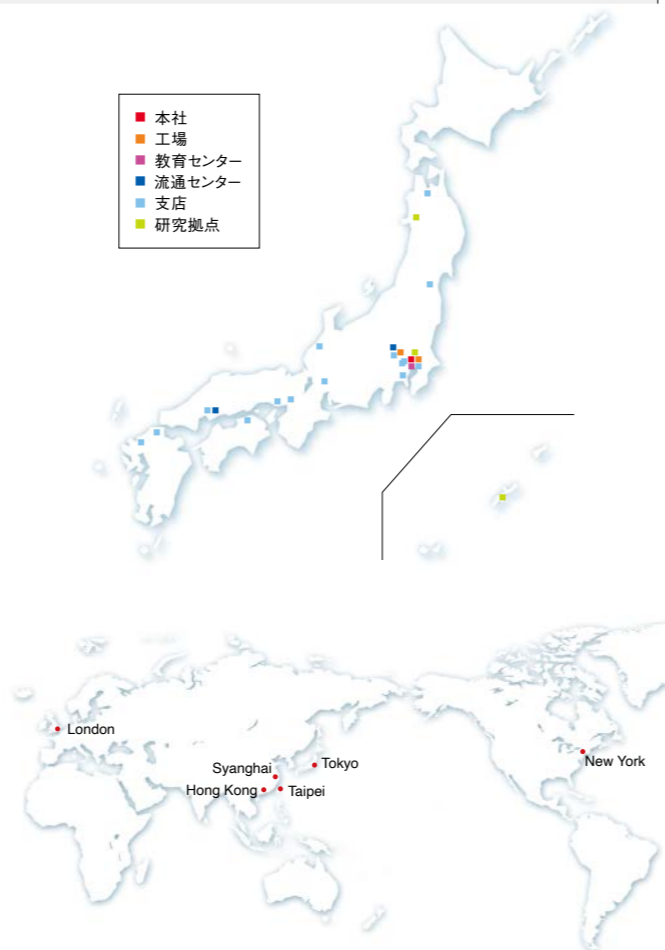 本社
工場
教育センター
流通センター
支店
研究拠点
London
Syanghai
Tokyo
Hong Kong
Taipei
New York